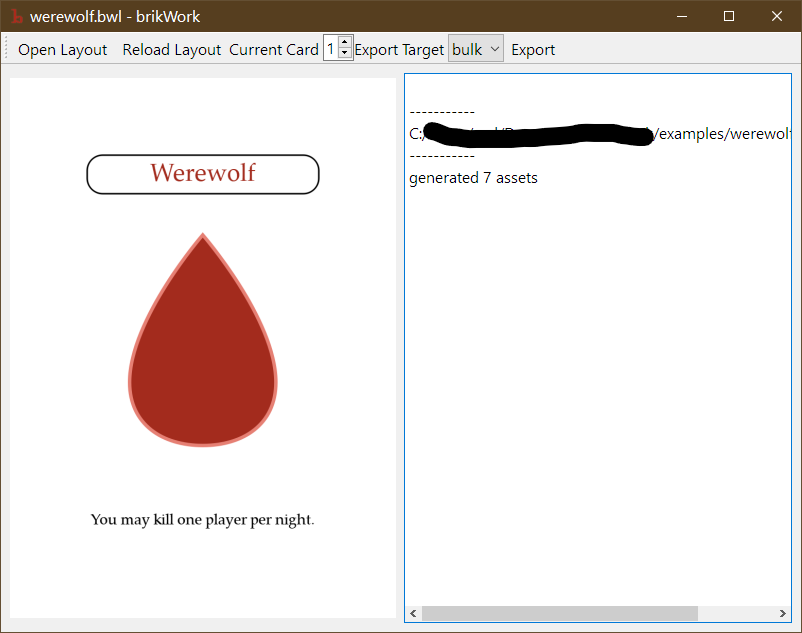 werewolf.bwl - brikWork
Open Layout Reload Layout Current Card 1 Export Target bulk Export
Werewolf
You may kill one player per night.
-----------
C:/ /examples/werewolf
-----------
generated 7 assets